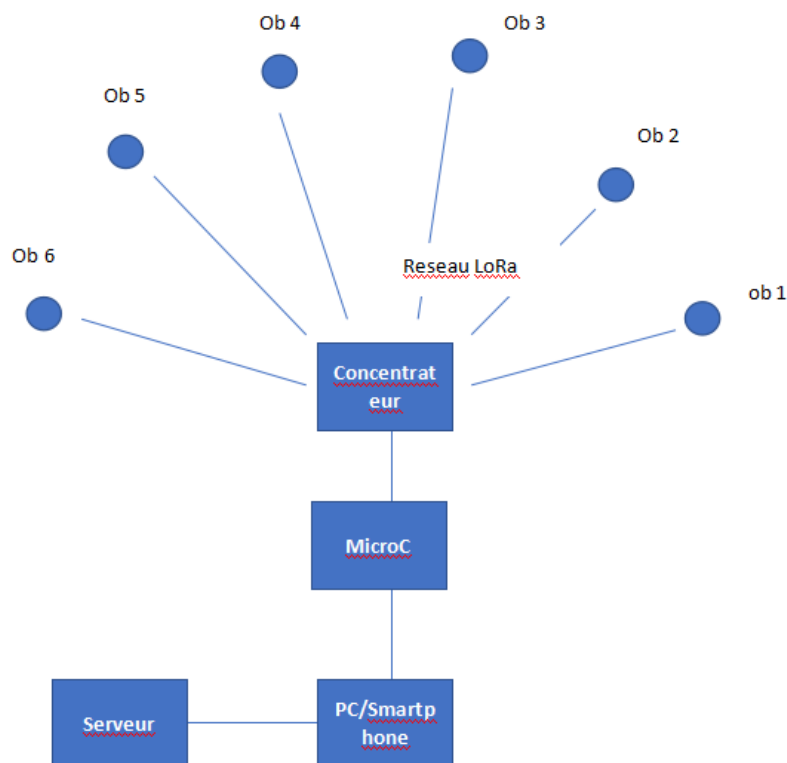 Ob 4
Ob 3
Ob 5
Ob 2
Ob 6
Reseau LoRa
ob 1
Concentrat
eur
MicroC
Serveur
PC/Smartp
hone